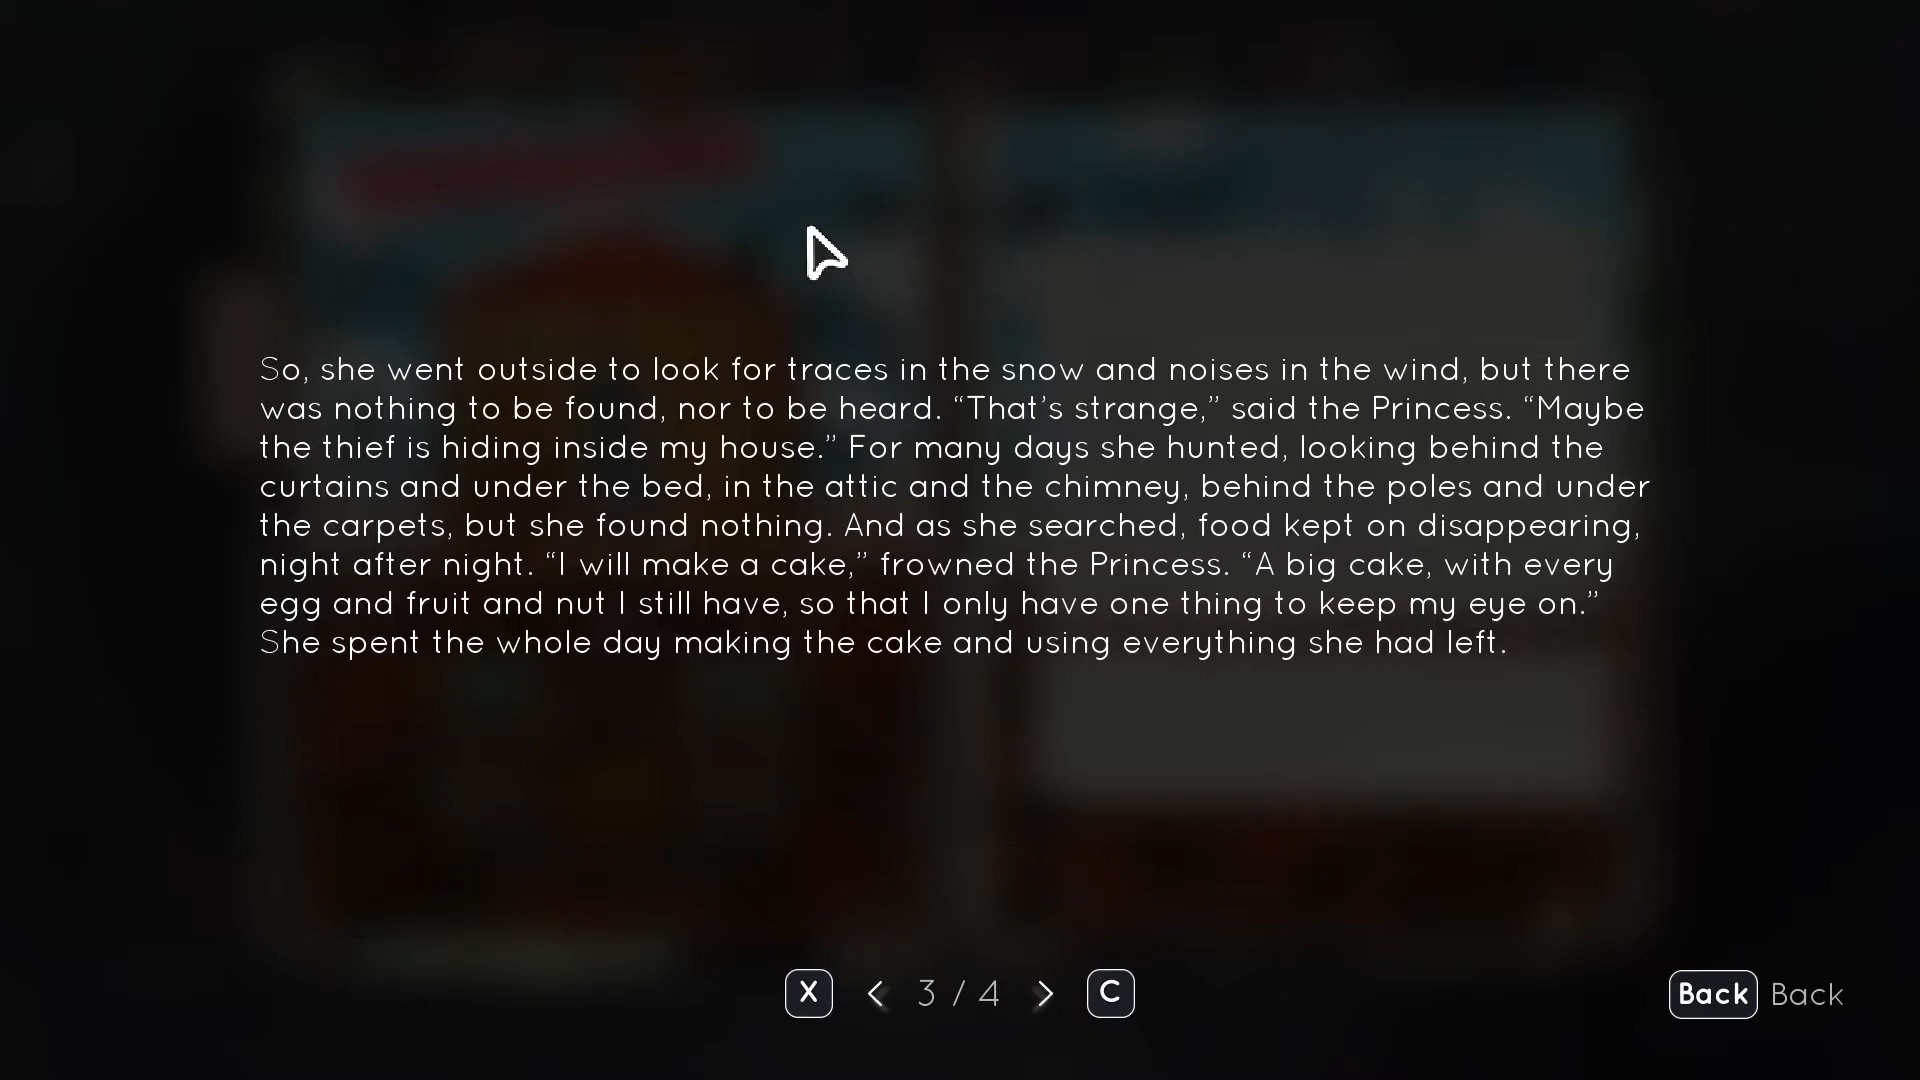 So, she went outside to look for traces in the snow and noises in the wind, but there
was nothing to be found, nor to be heard. “That’s strange,” said the Princess. “Maybe
the thief is hiding inside my house.” For many days she hunted, looking behind the
curtains and under the bed, in the attic and the chimney, behind the poles and under
the carpets, but she found nothing. And as she searched, food kept on disappearing,
night after night. “I will make a cake,” frowned the Princess. “A big cake, with every
egg and fruit and nut I still have, so that I only have one thing to keep my eye on.”
She spent the whole day making the cake and using everything she had left.
X < 3 / 4 > C
Back Back